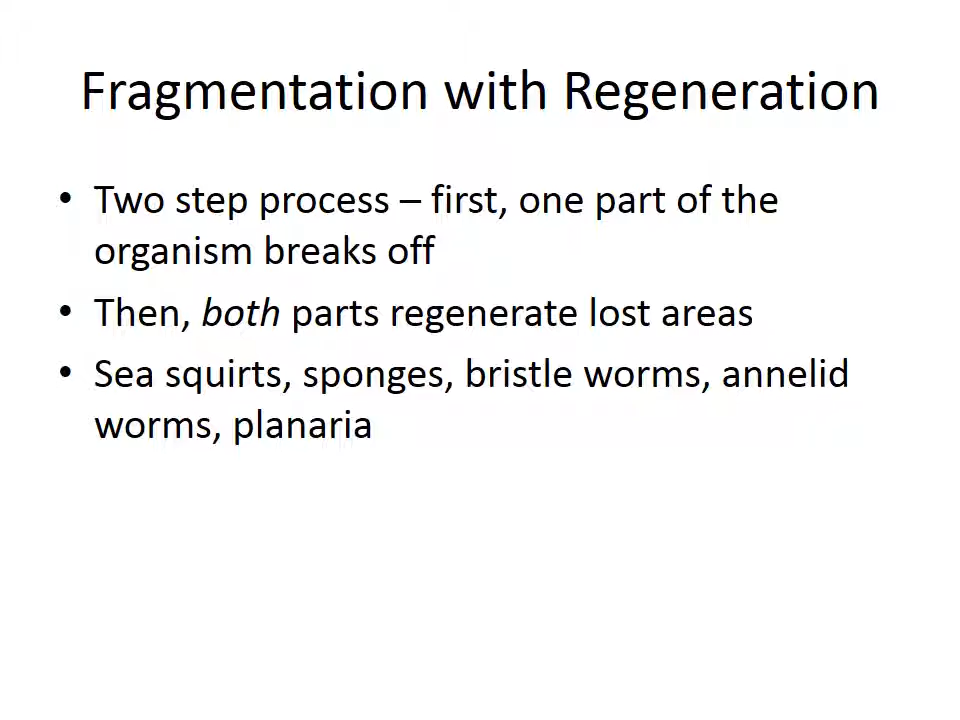 Fragmentation with Regeneration
• Two step process – first, one part of the
organism breaks off
• Then, both parts regenerate lost areas
• Sea squirts, sponges, bristle worms, annelid
worms, planaria